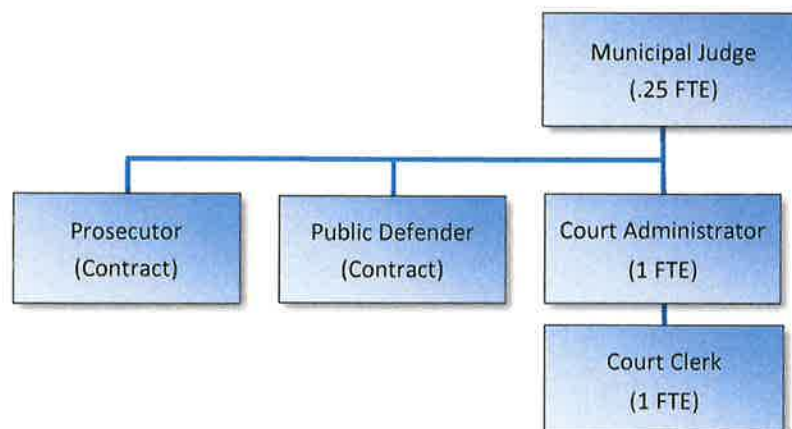 Municipal Judge
(.25 FTE)
Prosecutor
(Contract)
Public Defender
(Contract)
Court Administrator
(1 FTE)
Court Clerk
(1 FTE)